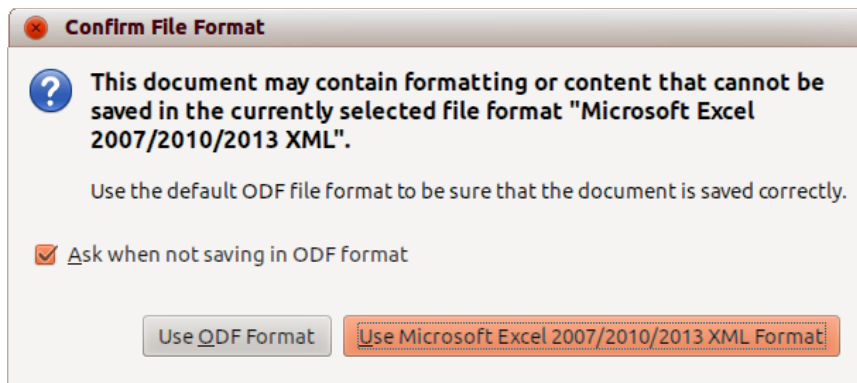 Confirm File Format
This document may contain formatting or content that cannot be
saved in the currently selected file format "Microsoft Excel
2007/2010/2013 XML".
Use the default ODF file format to be sure that the document is saved correctly.
Ask when not saving in ODF format
Use ODF Format
Use Microsoft Excel 2007/2010/2013 XML Format